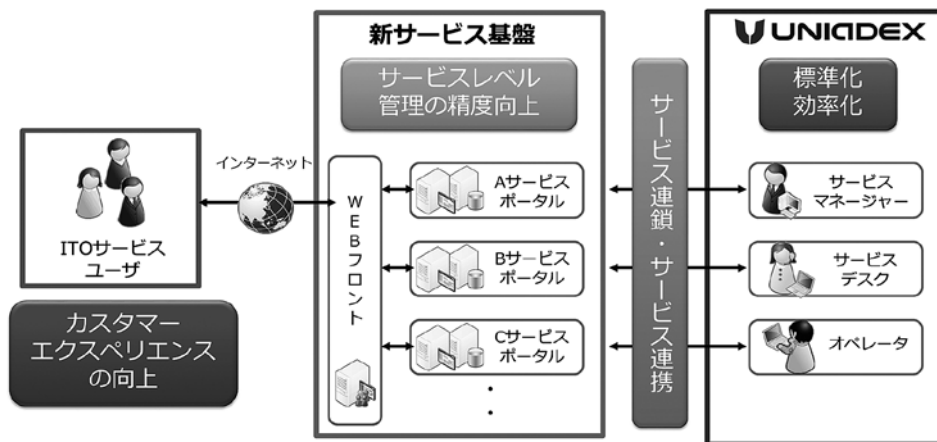 新サービス基盤
サービスレベル
管理の精度向上
UNIADEX
標準化
効率化
インターネット
ITOサービス
ユーザ
カスタマー
エクスペリエンス
の向上
WEBフロント
Aサービス
ポータル
Bサービス
ポータル
Cサービス
ポータル
・
・
サービス連鎖・サービス連携
サービス
マネージャー
サービス
デスク
オペレータ